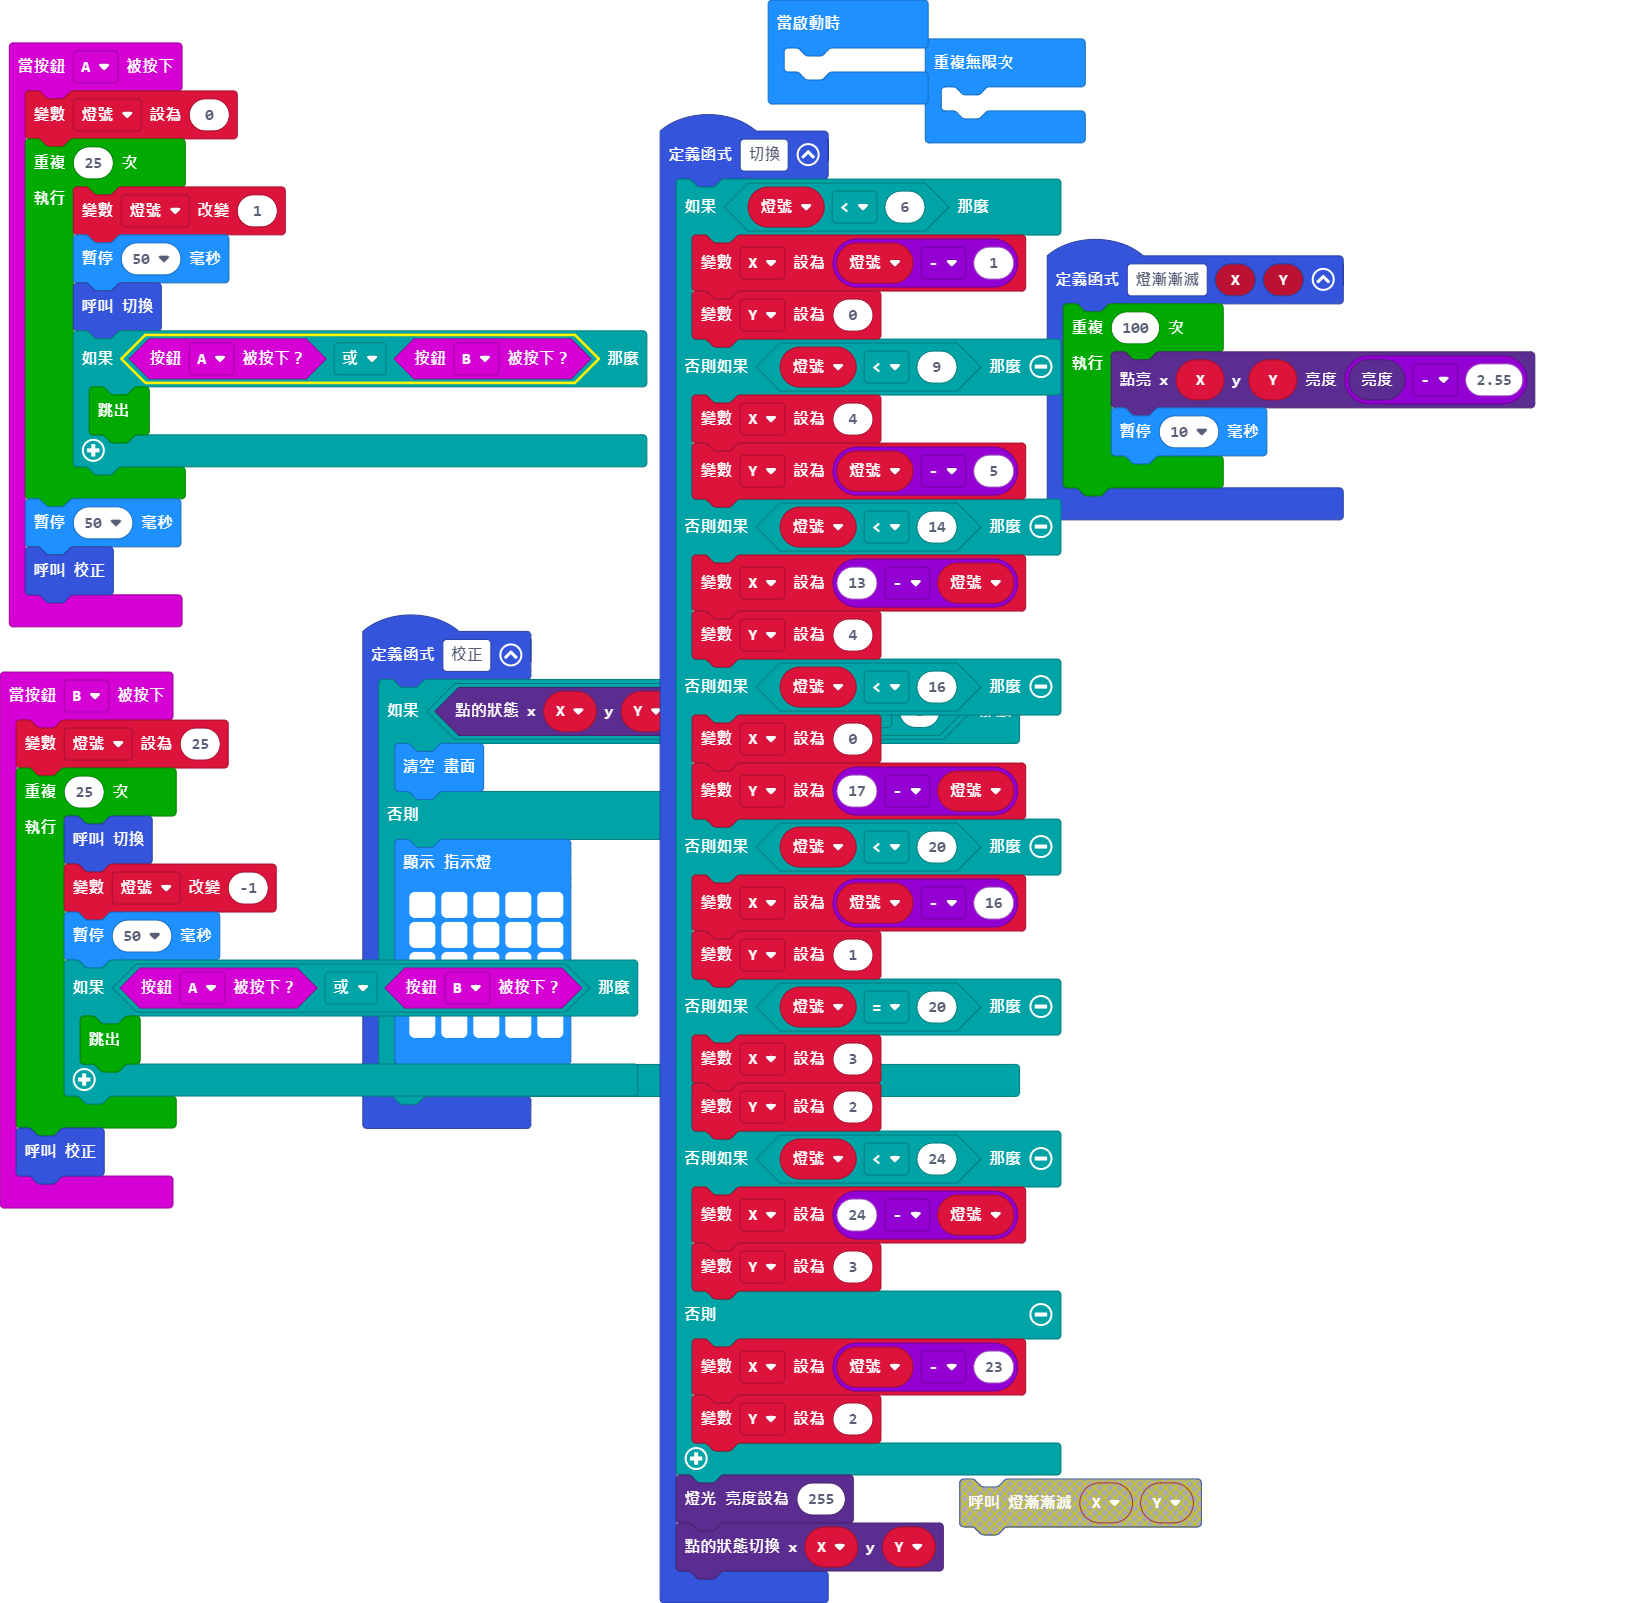 當啟動時
重複無限次
當按鈕 A 被按下
變數 燈號 設為 0
重複 25 次
執行
變數 燈號 改變 1
暫停 50 毫秒
呼叫 切換
如果 按鈕 A 被按下？ 或 按鈕 B 被按下？ 那麼
跳出
暫停 50 毫秒
呼叫 校正
當按鈕 B 被按下
變數 燈號 設為 25
重複 25 次
執行
呼叫 切換
變數 燈號 改變 -1
暫停 50 毫秒
如果 按鈕 A 被按下？ 或 按鈕 B 被按下？ 那麼
跳出
呼叫 校正
定義函式 校正
如果 點的狀態 x X y Y
清空 畫面
否則
顯示 指示燈
定義函式 切換
如果 燈號 < 6 那麼
變數 X 設為 燈號 - 1
變數 Y 設為 0
否則如果 燈號 < 9 那麼
變數 X 設為 4
變數 Y 設為 燈號 - 5
否則如果 燈號 < 14 那麼
變數 X 設為 13 - 燈號
變數 Y 設為 4
否則如果 燈號 < 16 那麼
變數 X 設為 0
變數 Y 設為 17 - 燈號
否則如果 燈號 < 20 那麼
變數 X 設為 燈號 - 16
變數 Y 設為 1
否則如果 燈號 = 20 那麼
變數 X 設為 3
變數 Y 設為 2
否則如果 燈號 < 24 那麼
變數 X 設為 24 - 燈號
變數 Y 設為 3
否則
變數 X 設為 燈號 - 23
變數 Y 設為 2
燈光 亮度設為 255
點的狀態切換 x X y Y
定義函式 燈漸漸滅 X Y
重複 100 次
執行
點亮 x X y Y 亮度 亮度 - 2.55
暫停 10 毫秒
呼叫 燈漸漸滅 X Y